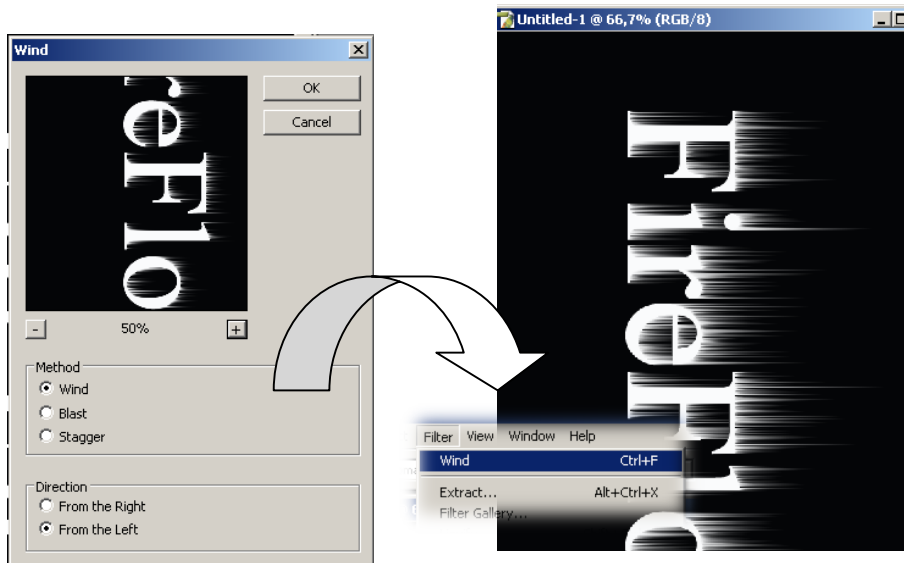 Wind
reFlo
OK
Cancel
- 50% +
Method
Wind
Blast
Stagger
Direction
From the Right
From the Left
Untitled-1 @ 66,7% (RGB/8)
FireFlo
Filter View Window Help
Wind Ctrl+F
Extract... Alt+Ctrl+X
Filter Gallery...